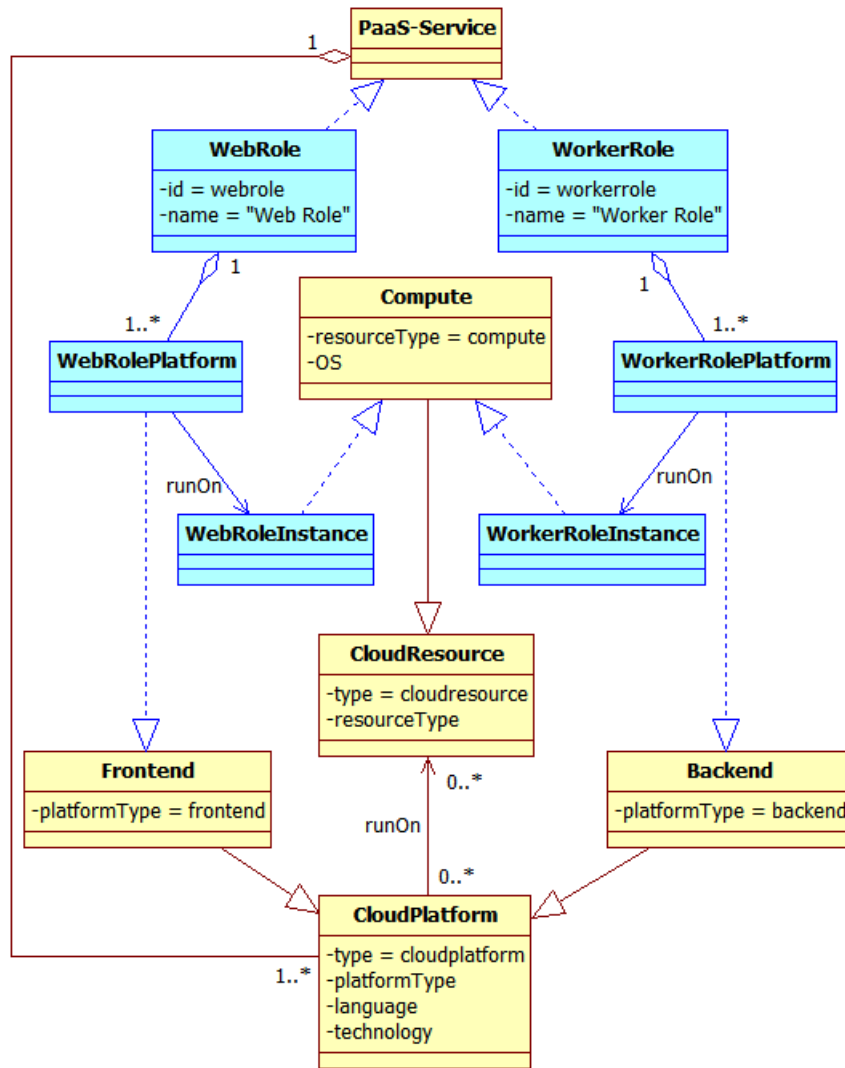 PaaS-Service
1
WebRole
-id = webrole
-name = "Web Role"
WorkerRole
-id = workerrole
-name = "Worker Role"
1
1
Compute
-resourceType = compute
-OS
1..*
1..*
WebRolePlatform
WorkerRolePlatform
runOn
runOn
WebRoleInstance
WorkerRoleInstance
CloudResource
-type = cloudresource
-resourceType
Frontend
-platformType = frontend
Backend
-platformType = backend
0..*
runOn
0..*
CloudPlatform
-type = cloudplatform
-platformType
-language
-technology
1..*